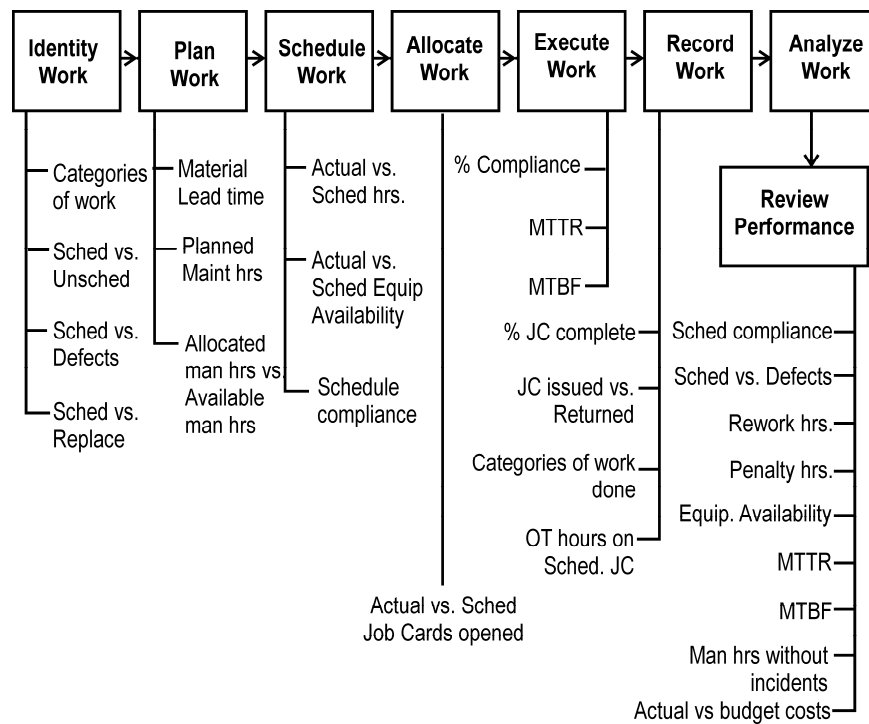 Identity
Work
Plan
Work
Schedule
Work
Allocate
Work
Execute
Work
Record
Work
Analyze
Work
Categories
of work
Sched vs.
Unsched
Sched vs.
Defects
Sched vs.
Replace
Material
Lead time
Planned
Maint hrs
Allocated
man hrs vs.
Available
man hrs
Actual vs.
Sched hrs.
Actual vs.
Sched Equip
Availability
Schedule
compliance
Actual vs. Sched
Job Cards opened
% Compliance
MTTR
MTBF
% JC complete
JC issued vs.
Returned
Categories of work
done
OT hours on
Sched. JC
Review
Performance
Sched compliance
Sched vs. Defects
Rework hrs.
Penalty hrs.
Equip. Availability
MTTR
MTBF
Man hrs without
incidents
Actual vs budget costs